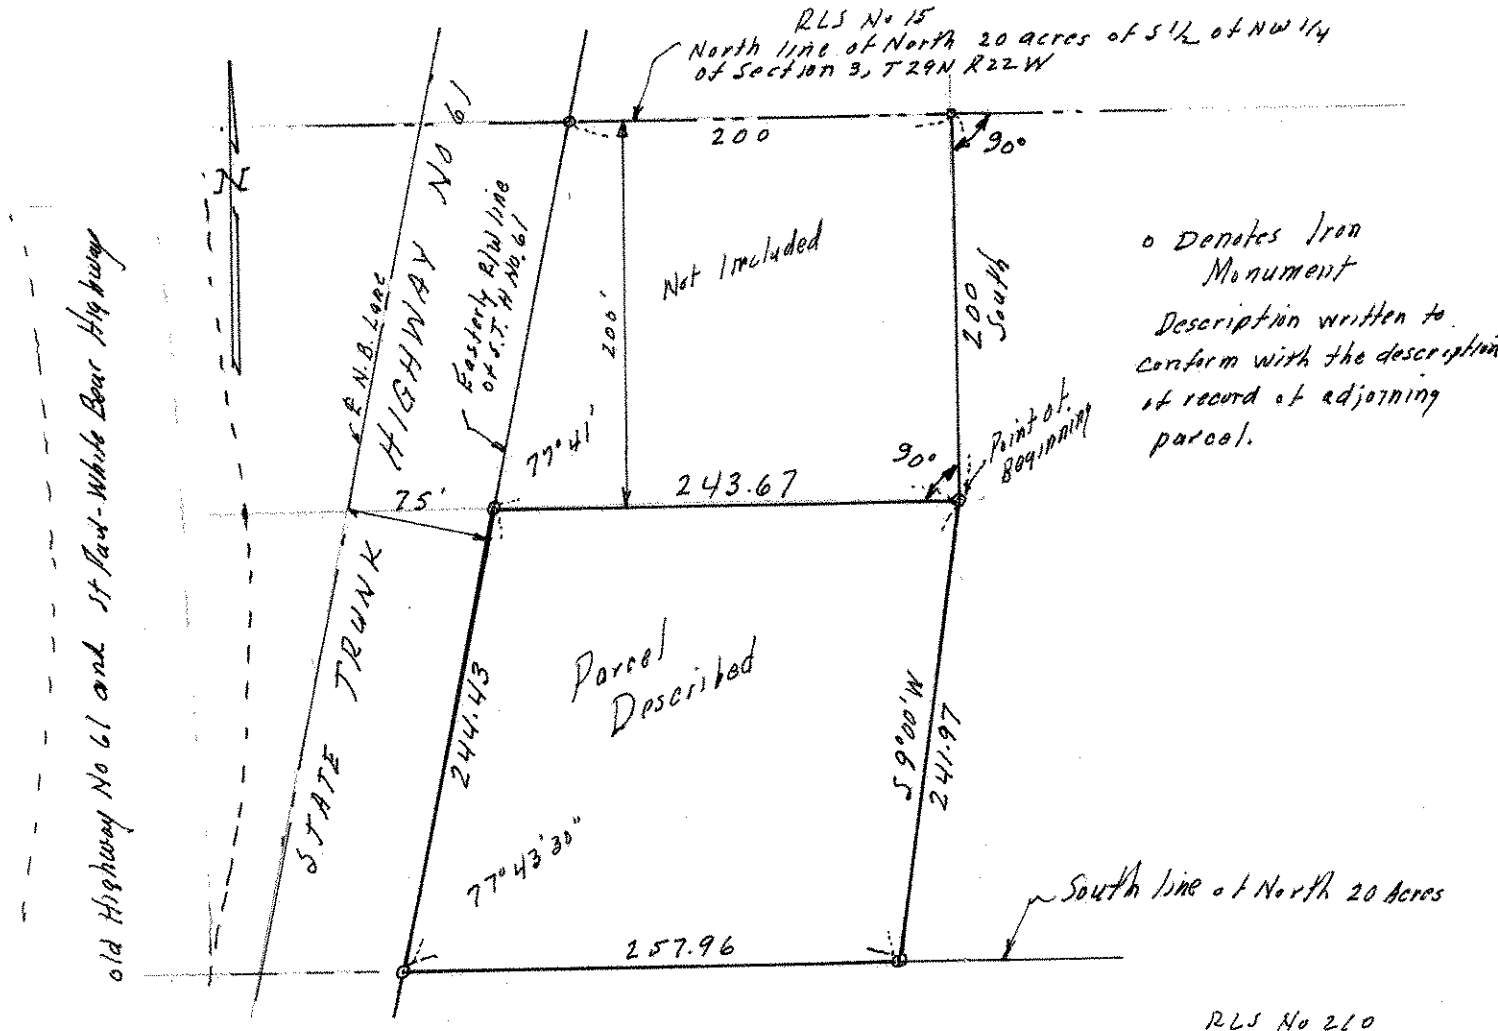 RLS No 15
North line of North 20 acres of S 1/2 of NW 1/4
of Section 3, T29N R22W
200
90°
HIGHWAY NO 61
Easterly R/W line
of S.T. H No. 61
N.B. Lane
200'
Not Included
200
South
o Denotes Iron
Monument
Description written to
conform with the description
of record of adjoining
parcel.
old Highway No 61 and St Paul-White Bear Highway
77°41'
90°
Point of
Beginning
75'
243.67
STATE TRUNK
244.43
Parcel
Described
S9°00'W
241.97
77°43'30"
South line of North 20 Acres
257.96
RLS No 210